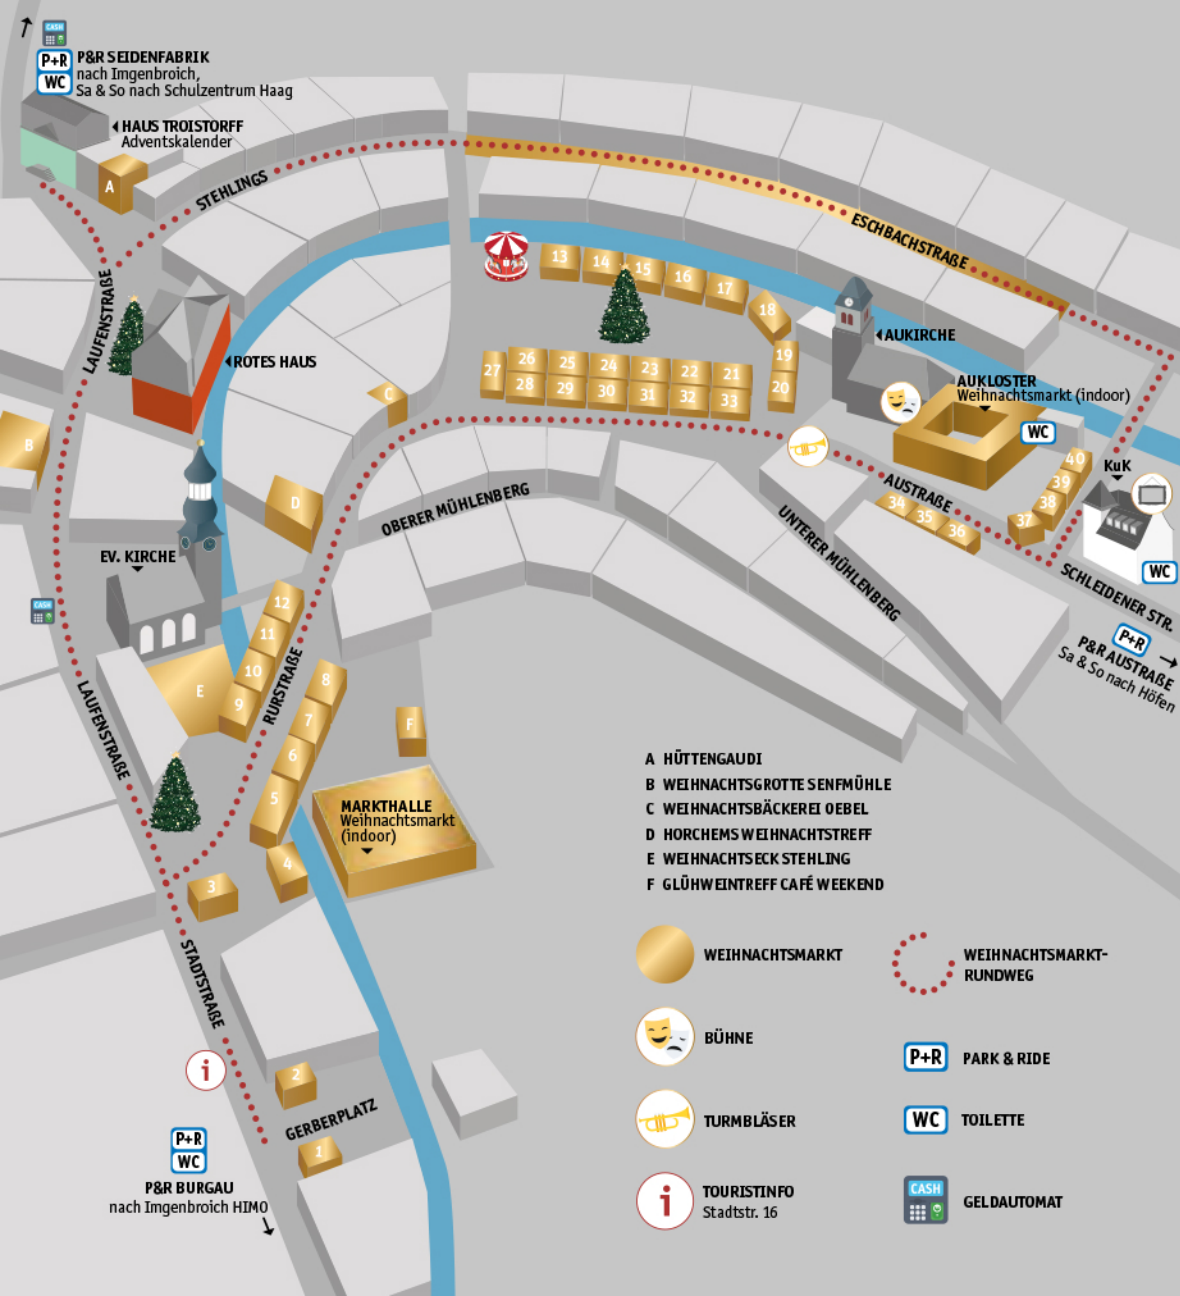 CASH
P+R
WC
P&R SEIDENFABRIK
nach Imgenbroich,
Sa & So nach Schulzentrum Haag
HAUS TROISTORFF
Adventskalender
A
STEHLINGS
ESCHBACHSTRAßE
LAUFENSTRAßE
ROTES HAUS
B
C
D
13
14
15
16
17
18
19
20
27
26
25
24
23
22
21
28
29
30
31
32
33
AUKIRCHE
AUKLOSTER
Weihnachtsmarkt (indoor)
WC
40
39
38
37
KuK
WC
AUSTRAßE
34
35
36
OBERER MÜHLENBERG
UNTERER MÜHLENBERG
SCHLEIDENER STR.
P+R
P&R AUSTRAßE
Sa & So nach Höfen
EV. KIRCHE
CASH
12
11
10
9
E
RURSTRAßE
8
7
6
5
F
LAUFENSTRAßE
MARKTHALLE
Weihnachtsmarkt
(indoor)
4
3
STADTSTRAßE
i
2
GERBERPLATZ
1
P+R
WC
P&R BURGAU
nach Imgenbroich HIMO
A HÜTTENGAUDI
B WEIHNACHTSGROTTE SENFMÜHLE
C WEIHNACHTSBÄCKEREI OEBEL
D HORCHEMS WEIHNACHTSTREFF
E WEIHNACHTSECK STEHLING
F GLÜHWEINTREFF CAFÉ WEEKEND
WEIHNACHTSMARKT
BÜHNE
TURMBLÄSER
i
TOURISTINFO
Stadtstr. 16
WEIHNACHTSMARKT-
RUNDWEG
P+R PARK & RIDE
WC TOILETTE
CASH
GELDAUTOMAT